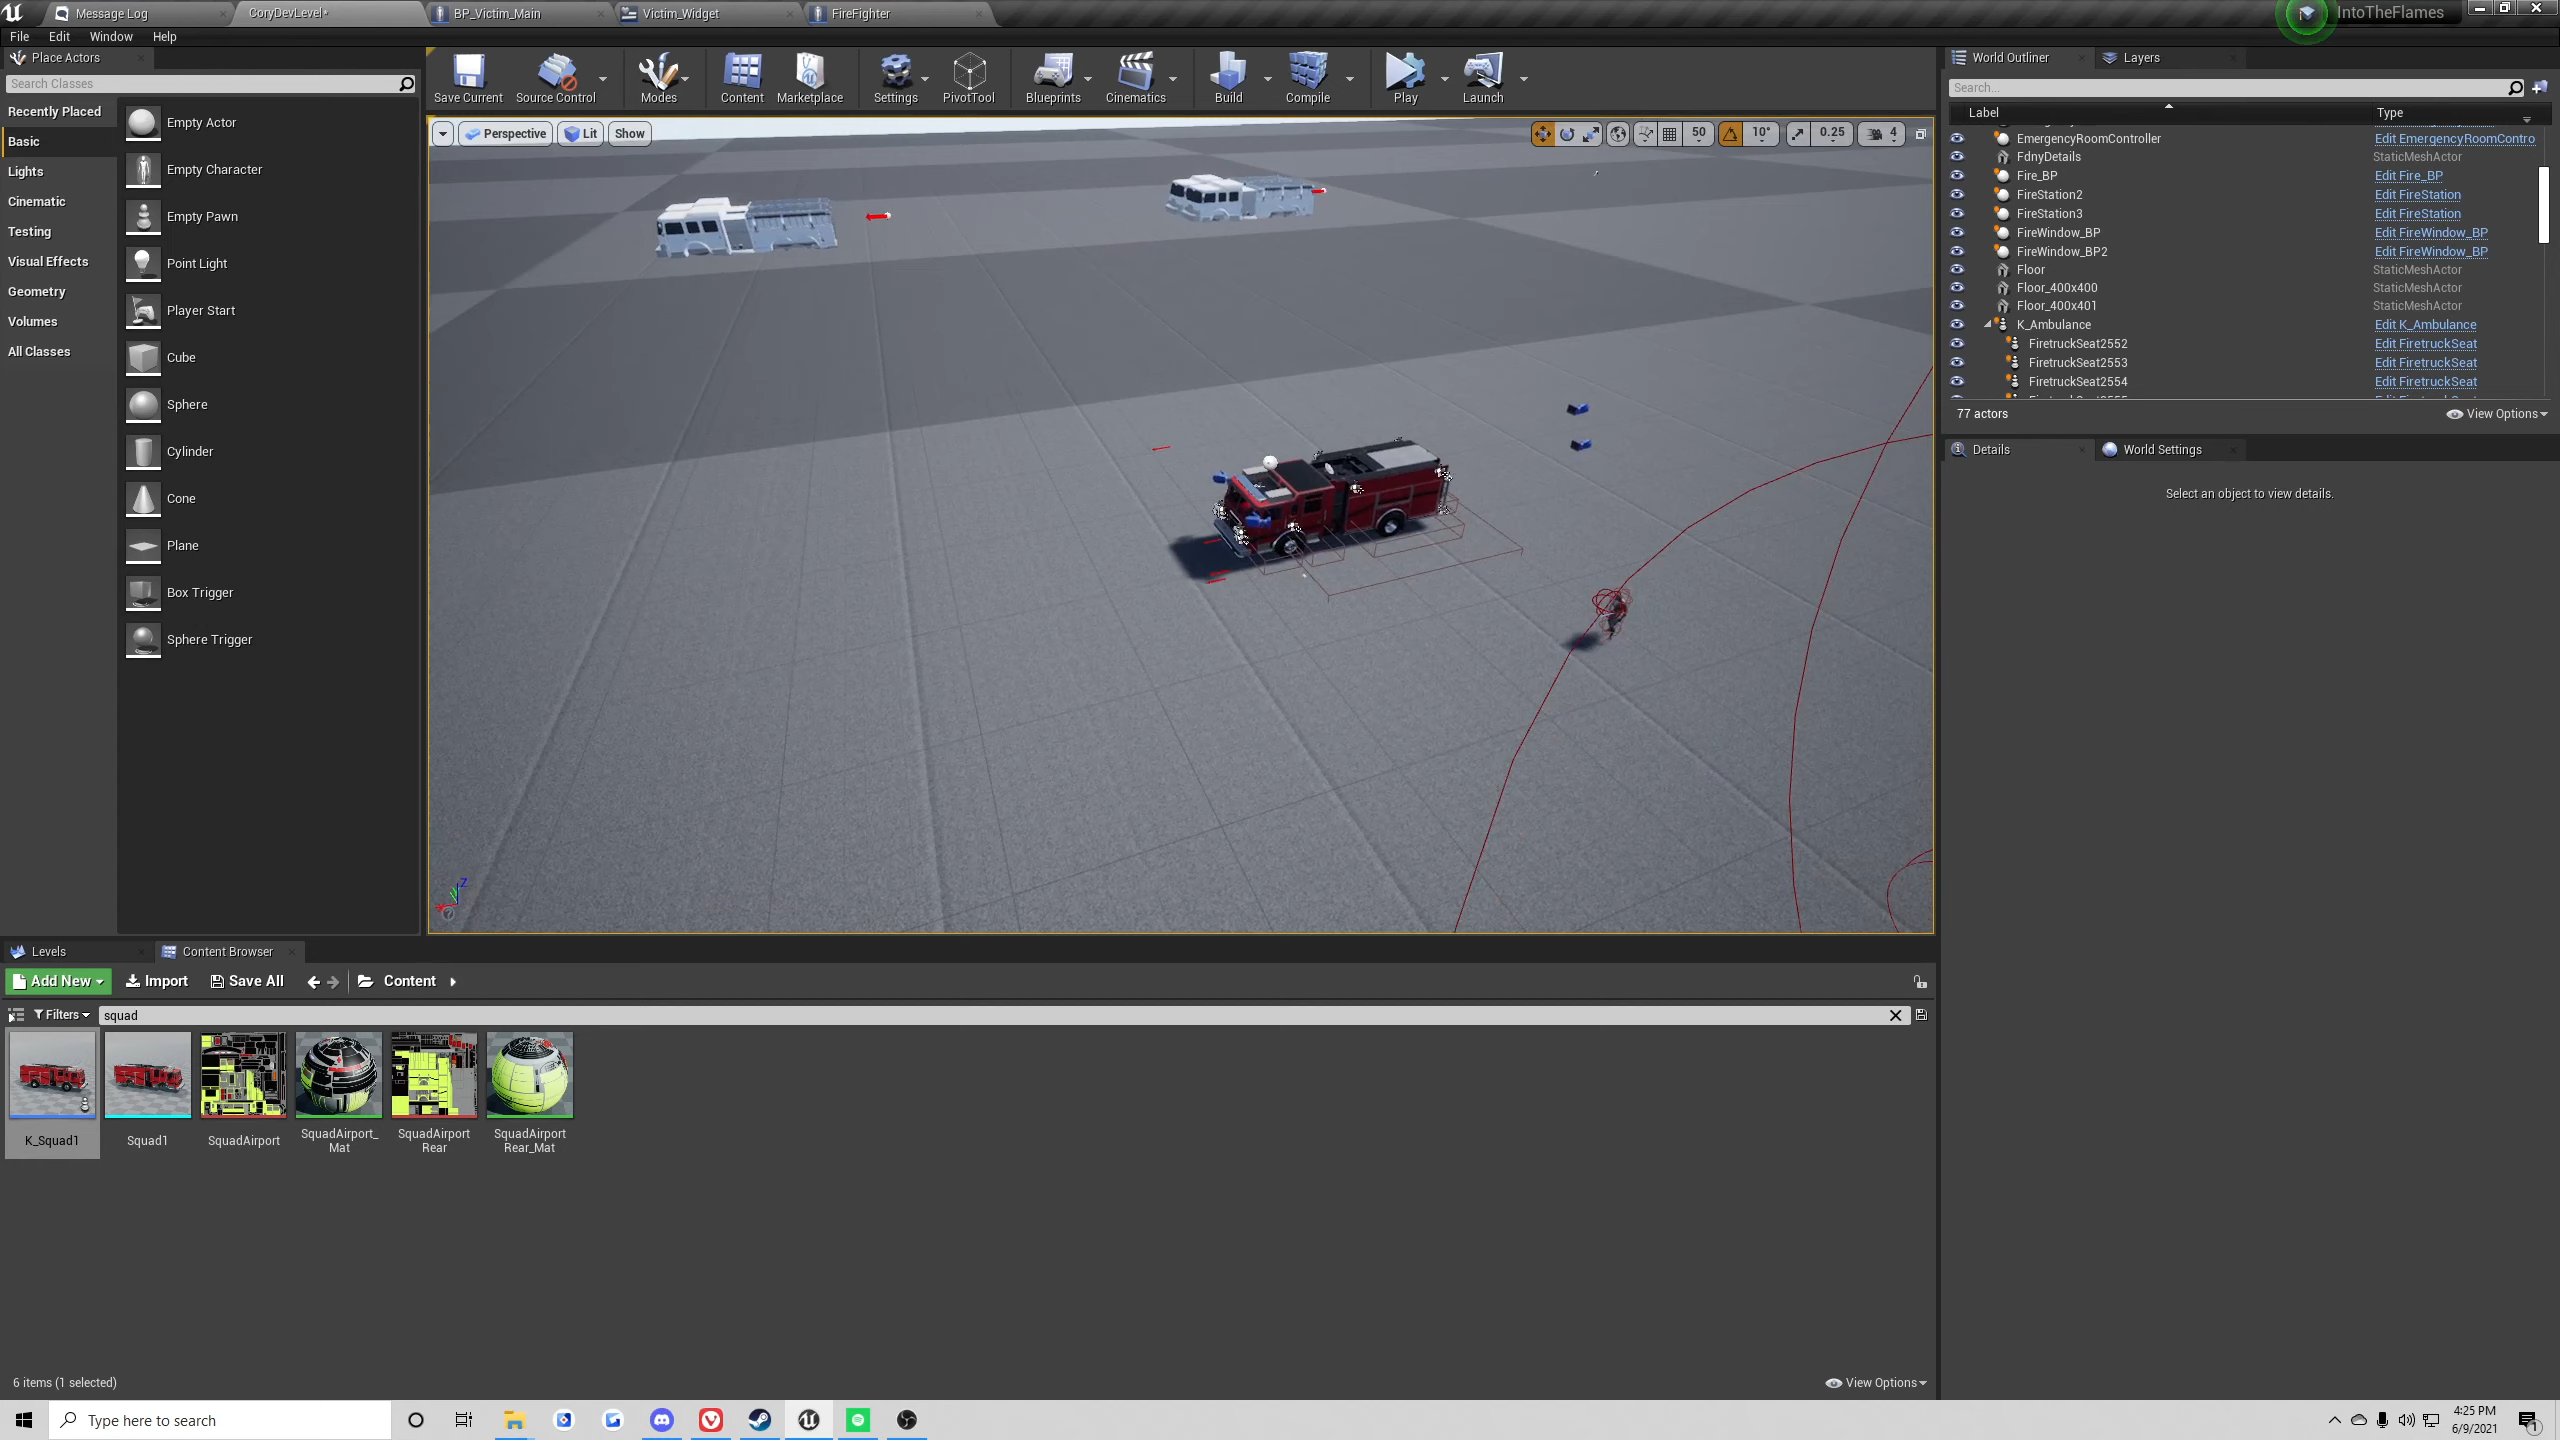 Message Log
CoryDevLevel*
BP_Victim_Main
Victim_Widget
FireFighter
IntoTheFlames
File Edit Window Help
Place Actors
Search Classes
Recently Placed
Basic
Lights
Cinematic
Testing
Visual Effects
Geometry
Volumes
All Classes
Empty Actor
Empty Character
Empty Pawn
Point Light
Player Start
Cube
Sphere
Cylinder
Cone
Plane
Box Trigger
Sphere Trigger
Save Current
Source Control
Modes
Content
Marketplace
Settings
PivotTool
Blueprints
Cinematics
Build
Compile
Play
Launch
Perspective Lit Show
50 10° 0.25 4
Z
World Outliner
Layers
Search...
Label Type
EmergencyRoomController Edit EmergencyRoomContro
FdnyDetails StaticMeshActor
Fire_BP Edit Fire_BP
FireStation2 Edit FireStation
FireStation3 Edit FireStation
FireWindow_BP Edit FireWindow_BP
FireWindow_BP2 Edit FireWindow_BP
Floor StaticMeshActor
Floor_400x400 StaticMeshActor
Floor_400x401 StaticMeshActor
K_Ambulance Edit K_Ambulance
FiretruckSeat2552 Edit FiretruckSeat
FiretruckSeat2553 Edit FiretruckSeat
FiretruckSeat2554 Edit FiretruckSeat
77 actors View Options
Details
World Settings
Select an object to view details.
Levels
Content Browser
Add New Import Save All Content
Filters squad
K_Squad1
Squad1
SquadAirport
SquadAirport_
Mat
SquadAirport
Rear
SquadAirport
Rear_Mat
6 items (1 selected)
View Options
Type here to search
4:25 PM
6/9/2021
1